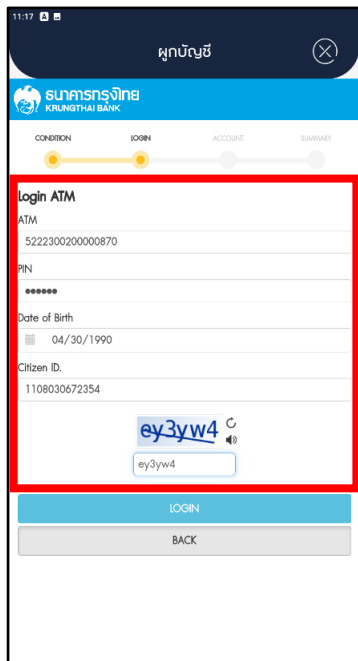 11:17
ผูกบัญชี
ธนาคารกรุงไทย
KRUNGTHAI BANK
CONDITION LOGIN ACCOUNT SUMMARY
Login ATM
ATM
5222300200000870
PIN
●●●●●●
Date of Birth
04/30/1990
Citizen ID.
1108030672354
ey3yw4
ey3yw4
LOGIN
BACK